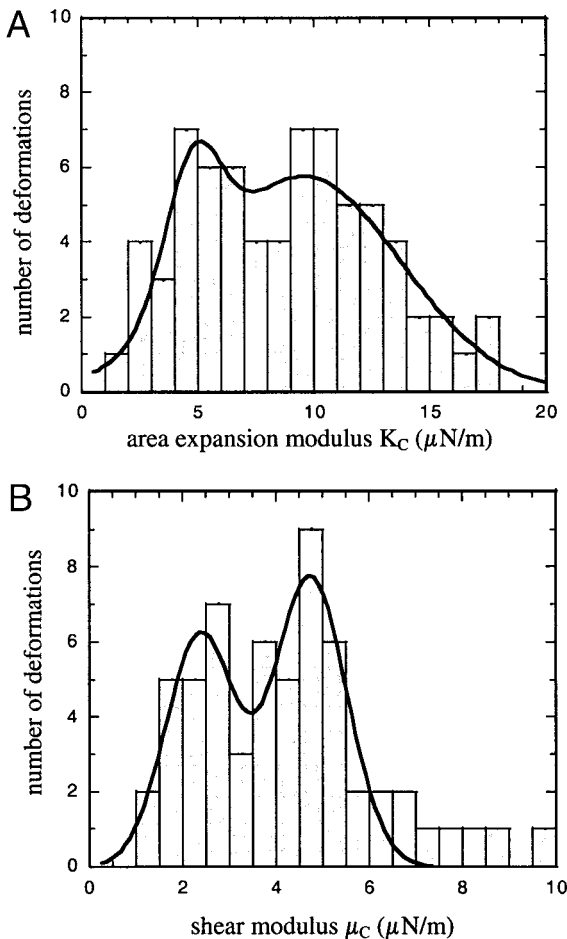 A
10
8
6
4
2
0
number of deformations
0 5 10 15 20
area expansion modulus K_C (μN/m)
B
10
8
6
4
2
0
number of deformations
0 2 4 6 8 10
shear modulus μ_C (μN/m)